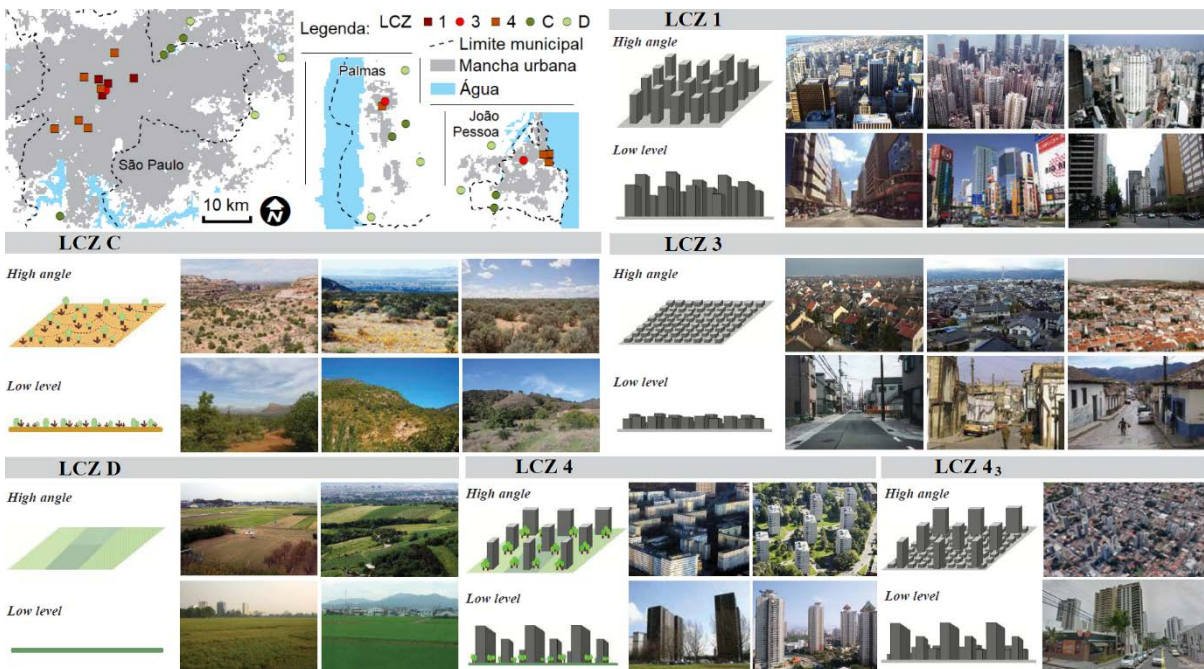 Legenda:
LCZ 1 3 4 C D
Limite municipal
Mancha urbana
Água
Palmas
João
Pessoa
São Paulo
10 km
N
LCZ 1
High angle
Low level
LCZ C
High angle
Low level
LCZ 3
High angle
Low level
LCZ D
High angle
Low level
LCZ 4
High angle
Low level
LCZ 4₃
High angle
Low level